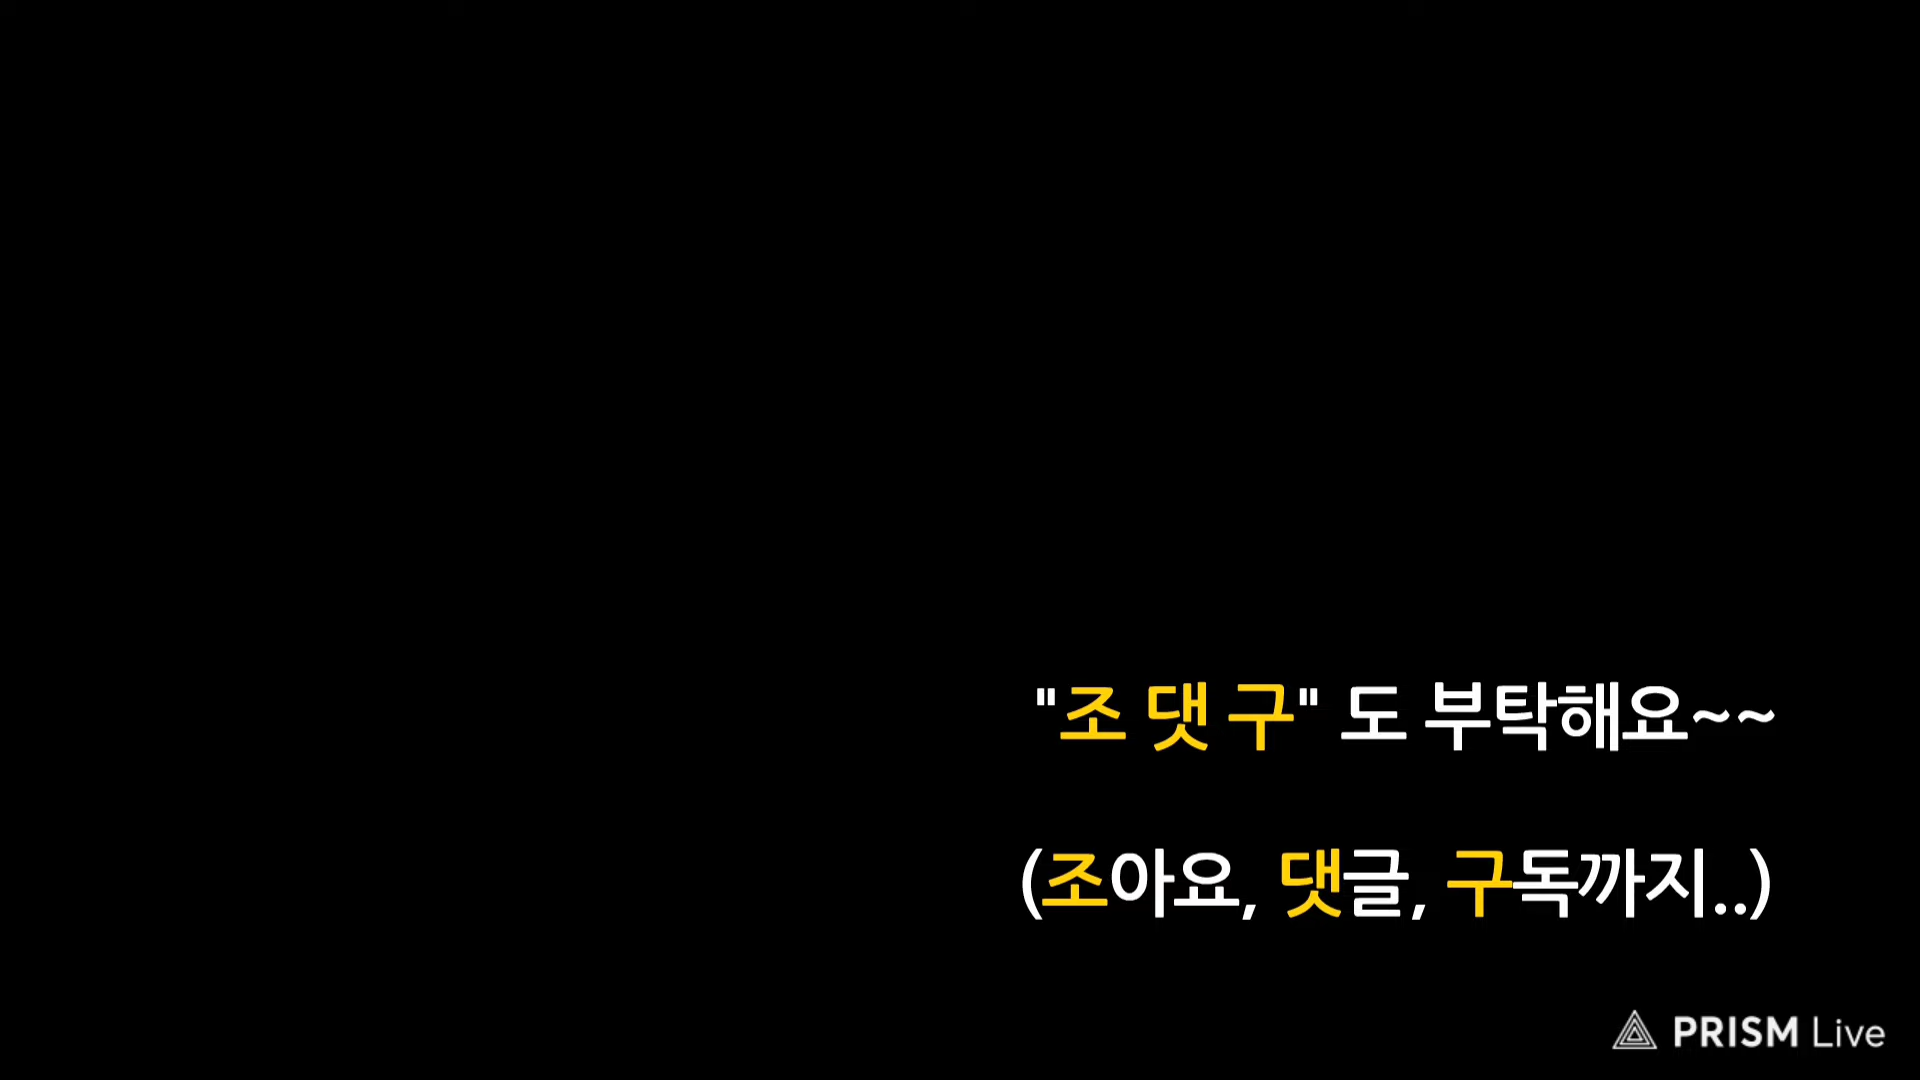 "조 댓 구" 도 부탁해요~~
(조아요, 댓글, 구독까지..)
PRISM Live